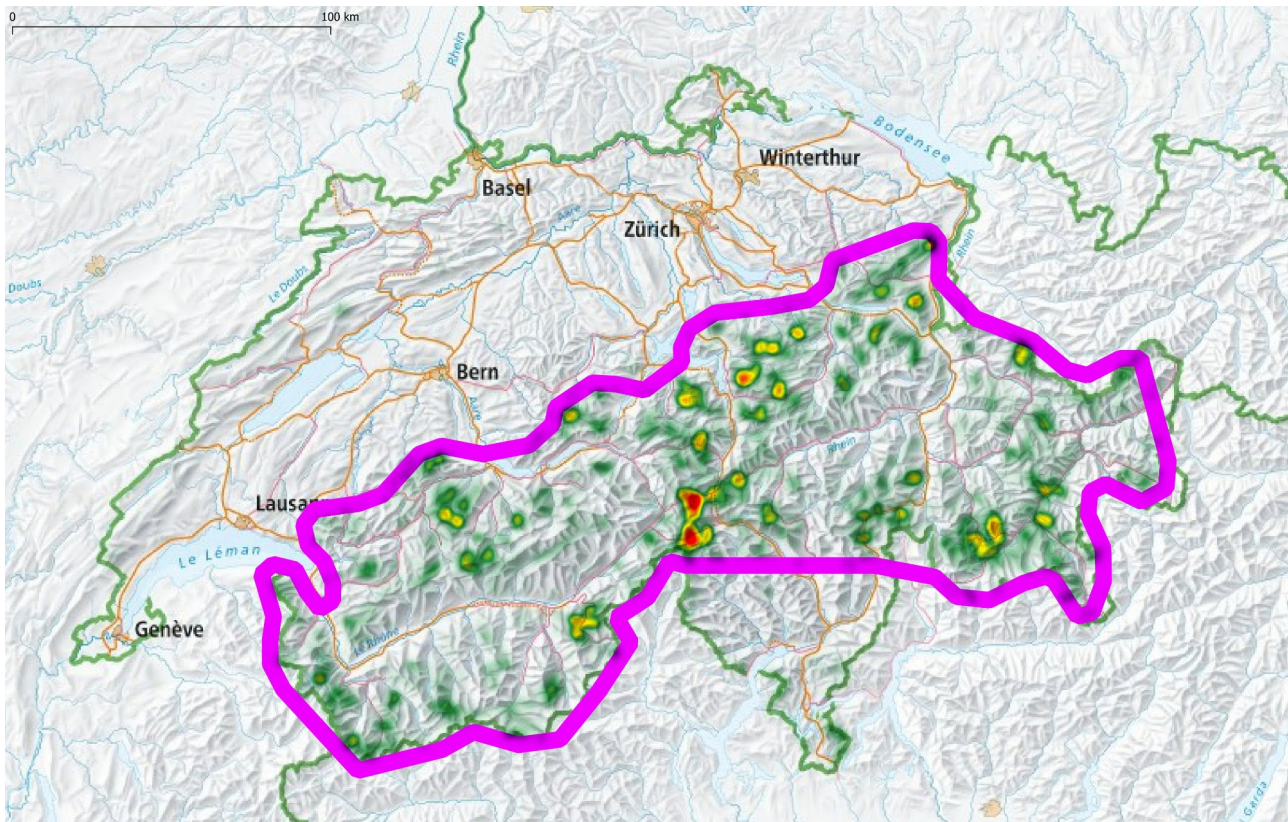 0 100 km
Rhein
Bodensee
Winterthur
Basel
Aare
Zürich
Rhein
Doubs
Le Doubs
Bern
Aare
Rhein
Lausan
Le Léman
Genève
Le Rhône
Garda